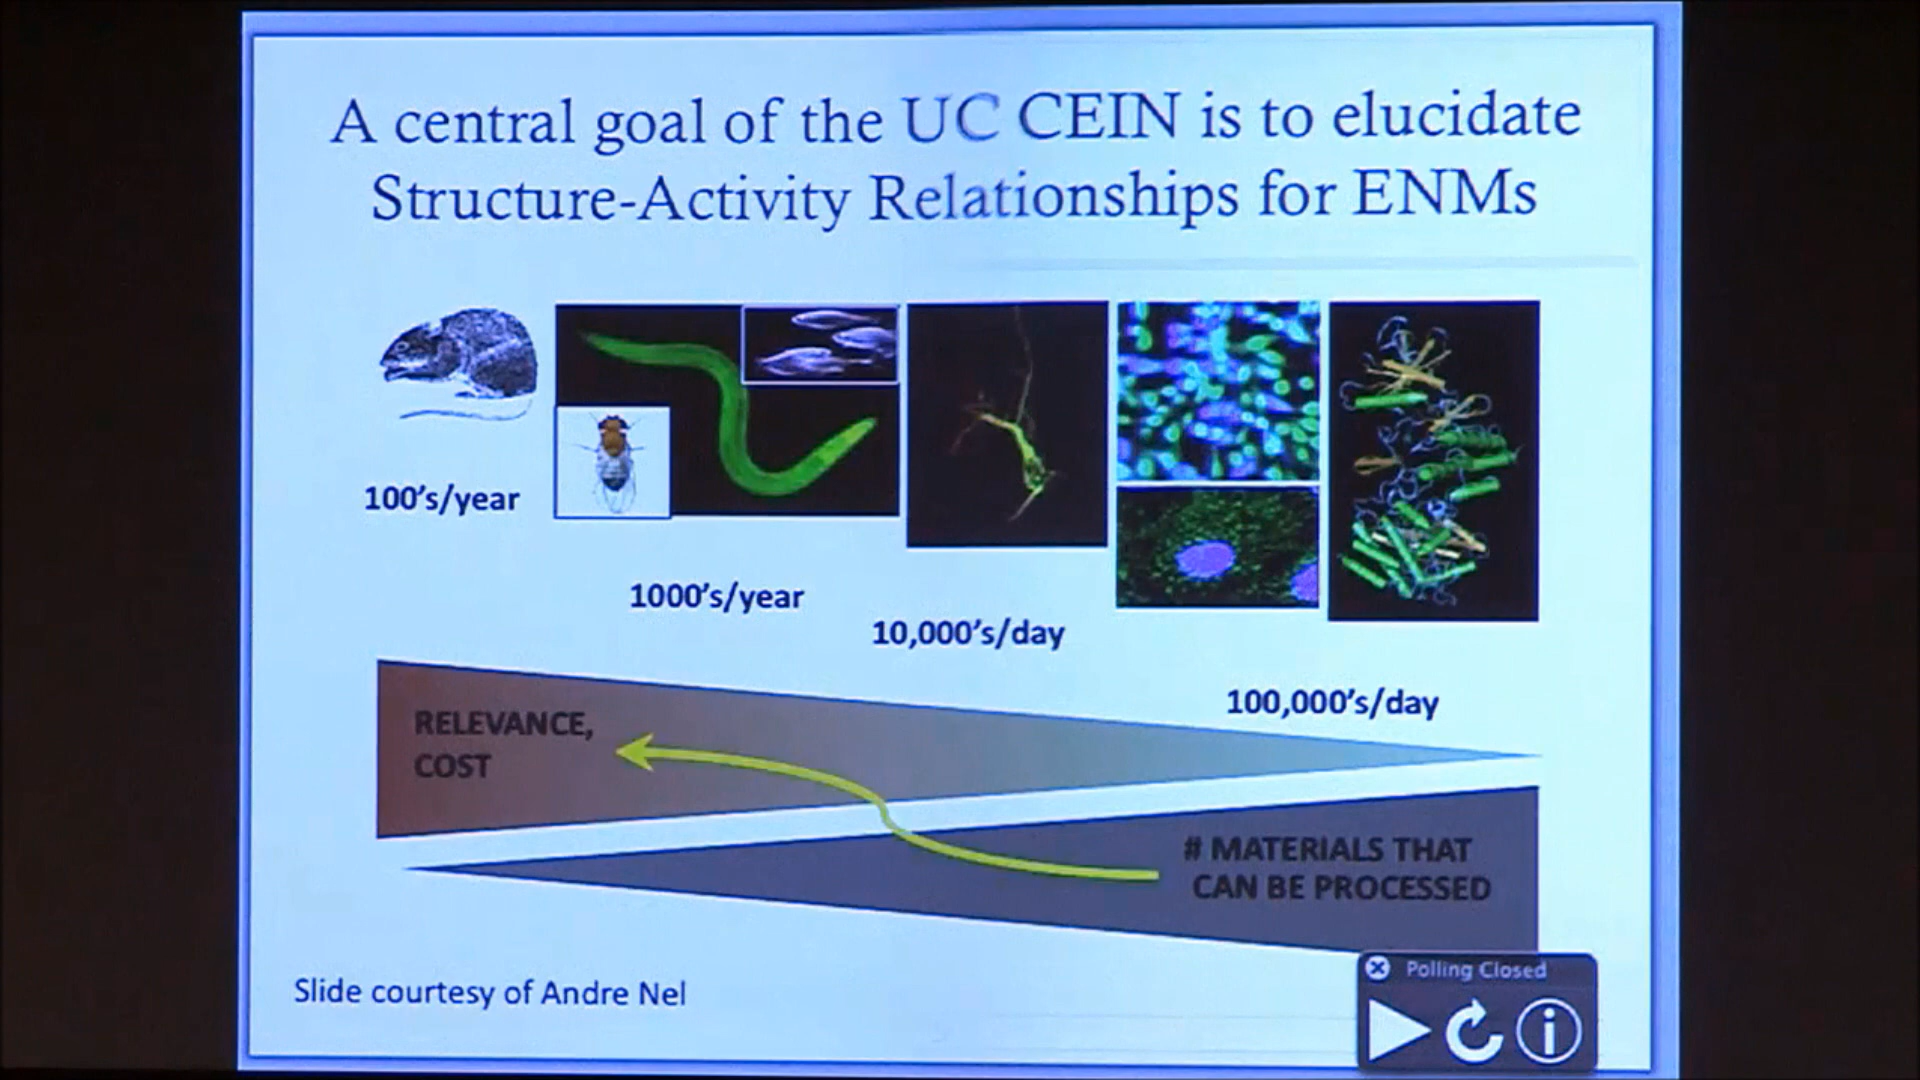 A central goal of the UC CEIN is to elucidate
Structure-Activity Relationships for ENMs
100's/year
1000's/year
10,000's/day
100,000's/day
RELEVANCE,
COST
# MATERIALS THAT
CAN BE PROCESSED
Slide courtesy of Andre Nel
Polling Closed